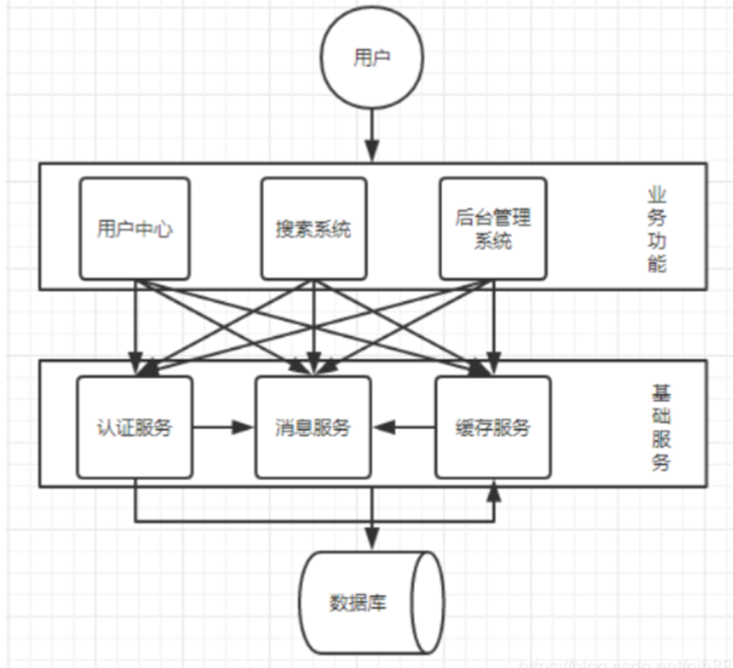 用户
用户中心
搜索系统
后台管理
系统
业务功能
认证服务
消息服务
缓存服务
基础服务
数据库